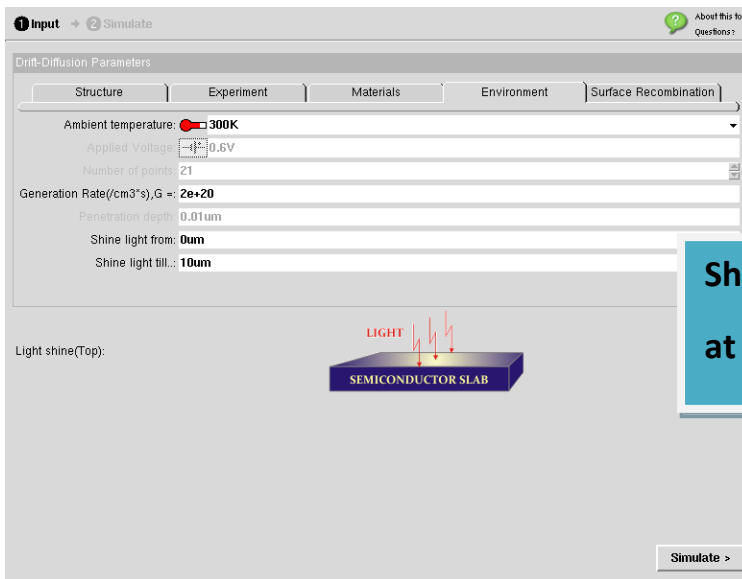 1 Input → 2 Simulate
About this to
Questions?
Drift-Diffusion Parameters
Structure Experiment Materials Environment Surface Recombination
Ambient temperature: 300K
Applied Voltage: 0.6V
Number of points: 21
Generation Rate(/cm3*s),G =: 2e+20
Penetration depth: 0.01um
Shine light from: 0um
Shine light till..: 10um
Sh
at
Light shine(Top):
LIGHT
SEMICONDUCTOR SLAB
Simulate >